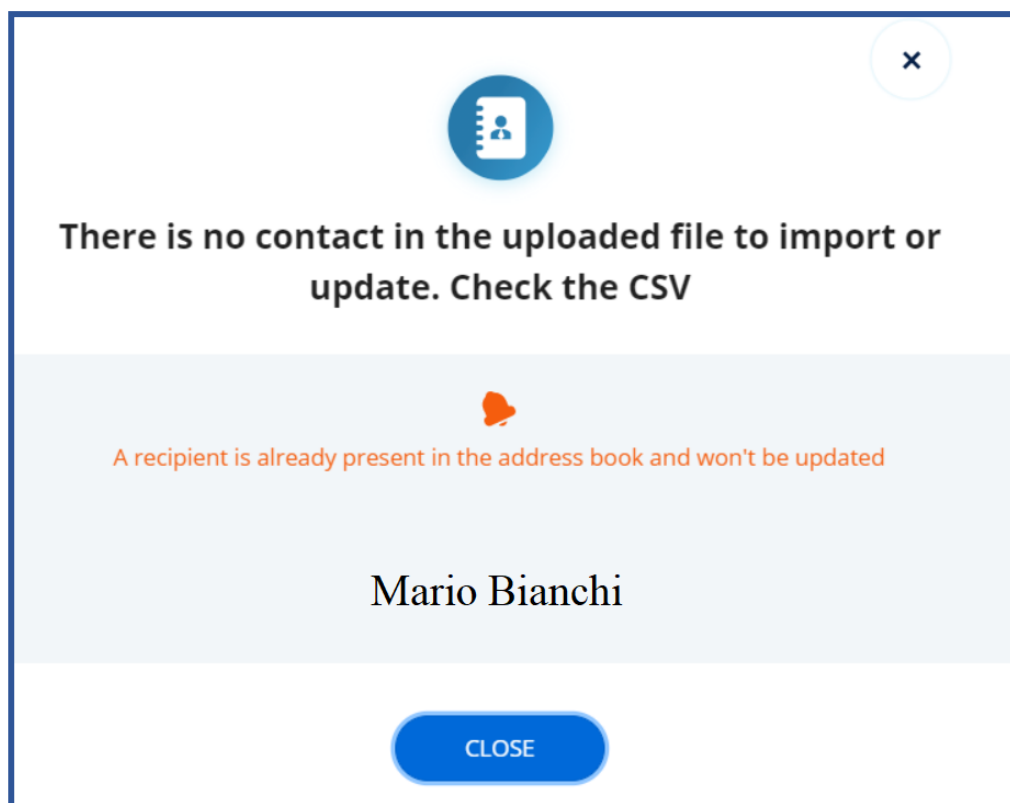 There is no contact in the uploaded file to import or
update. Check the CSV
A recipient is already present in the address book and won't be updated
Mario Bianchi
CLOSE